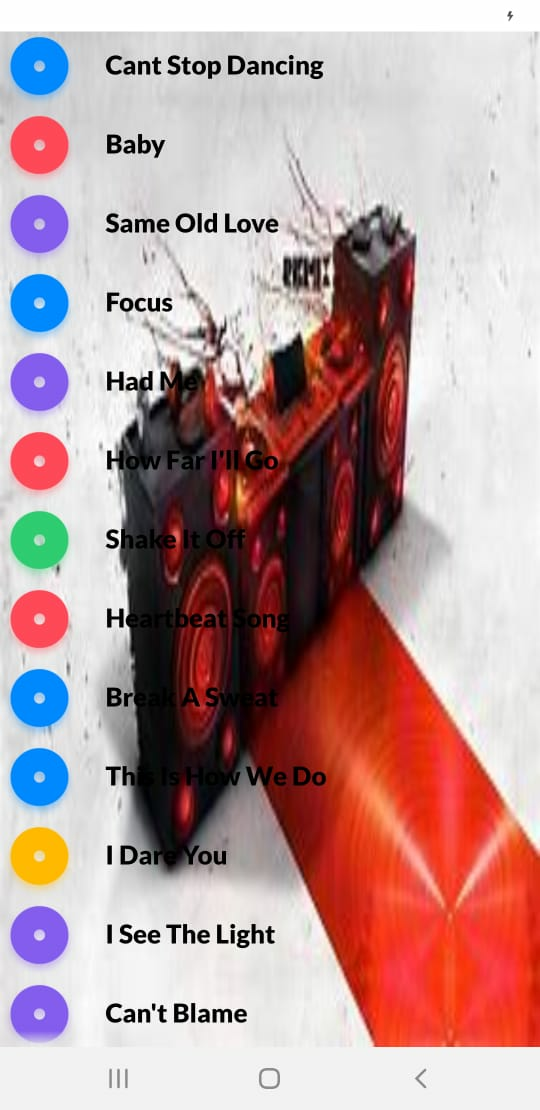 Cant Stop Dancing
Baby
Same Old Love
REMIX
Focus
Had Me
How Far I'll Go
Shake It Off
Heartbeat Song
Break A Sweat
This Is How We Do
I Dare You
I See The Light
Can't Blame